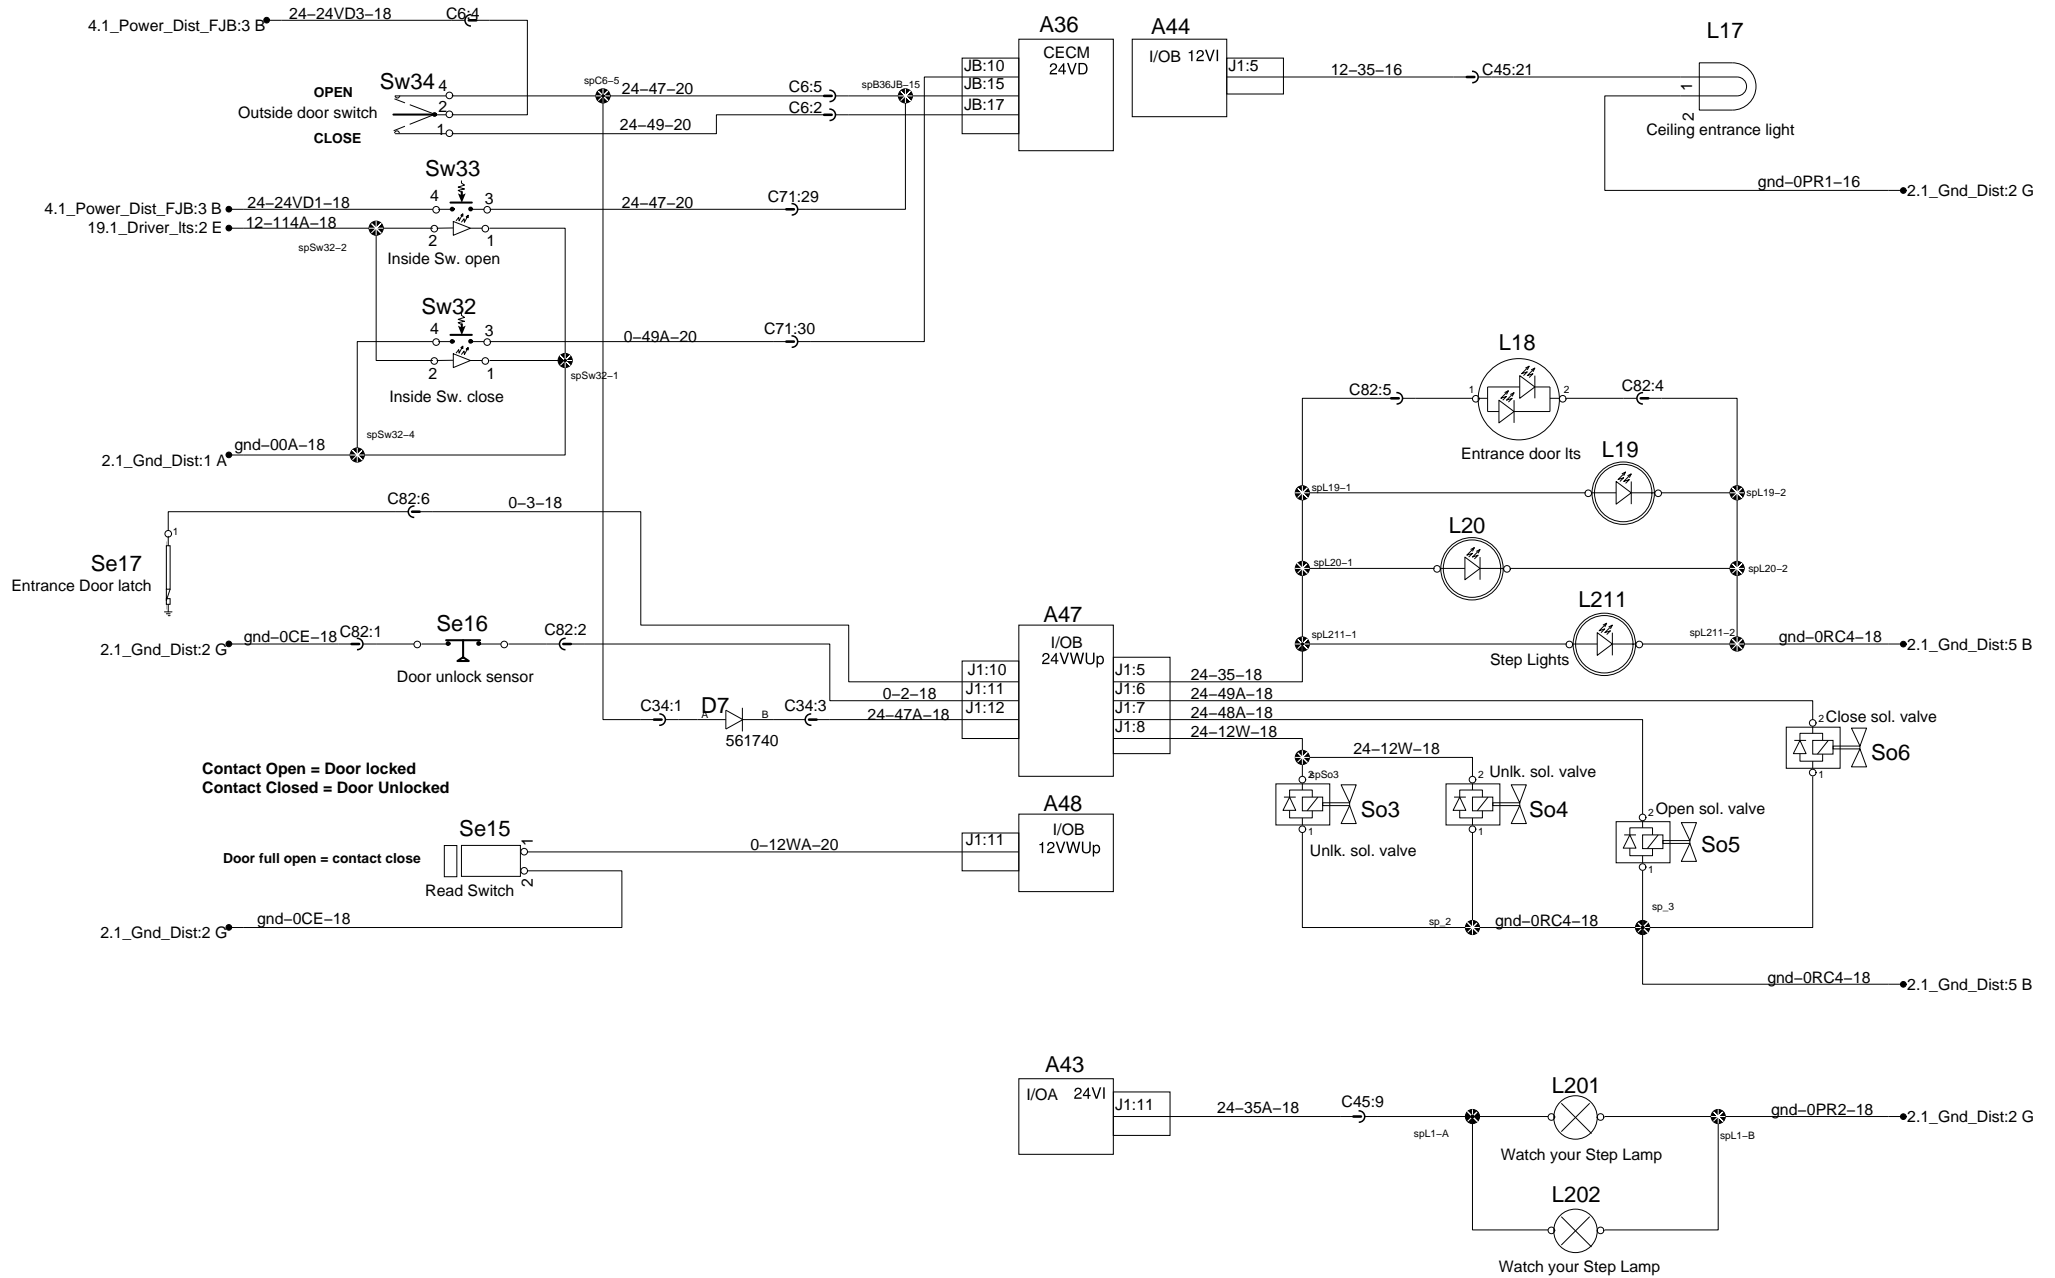 24-24VD3-18
C6:4
4.1_Power_Dist_FJB:3 B
A36
A44
L17
CECM
24VD
I/OB 12VI
JB:10
JB:15
JB:17
J1:5
12-35-16
C45:21
1
2
Ceiling entrance light
gnd-0PR1-16
2.1_Gnd_Dist:2 G
Sw34
OPEN
Outside door switch
CLOSE
4
2
1
spC6-5
24-47-20
C6:5
spB36JB-15
C6:2
24-49-20
Sw33
4
3
4.1_Power_Dist_FJB:3 B
24-24VD1-18
24-47-20
C71:29
19.1_Driver_lts:2 E
12-114A-18
spSw32-2
2
1
Inside Sw. open
Sw32
4
3
0-49A-20
C71:30
2
1
spSw32-1
Inside Sw. close
spSw32-4
gnd-00A-18
2.1_Gnd_Dist:1 A
L18
C82:5
1
2
C82:4
Entrance door lts
L19
spL19-1
spL19-2
L20
spL20-1
spL20-2
L211
spL211-1
spL211-2
Step Lights
gnd-0RC4-18
2.1_Gnd_Dist:5 B
C82:6
0-3-18
1
Se17
Entrance Door latch
Se16
2.1_Gnd_Dist:2 G
gnd-0CE-18
C82:1
C82:2
Door unlock sensor
A47
I/OB
24VWUp
J1:10
J1:11
J1:12
J1:5
J1:6
J1:7
J1:8
0-2-18
24-47A-18
24-35-18
24-49A-18
24-48A-18
24-12W-18
C34:1
D7
A
B
C34:3
561740
24-12W-18
2
Close sol. valve
So6
1
spSo3
2
So3
1
Unlk. sol. valve
2
Unlk. sol. valve
So4
1
2
Open sol. valve
So5
1
sp_2
gnd-0RC4-18
sp_3
gnd-0RC4-18
2.1_Gnd_Dist:5 B
Contact Open = Door locked
Contact Closed = Door Unlocked
A48
I/OB
12VWUp
J1:11
Se15
1
2
0-12WA-20
Door full open = contact close
Read Switch
gnd-0CE-18
2.1_Gnd_Dist:2 G
A43
I/OA 24VI
J1:11
24-35A-18
C45:9
spL1-A
L201
Watch your Step Lamp
spL1-B
gnd-0PR2-18
2.1_Gnd_Dist:2 G
L202
Watch your Step Lamp